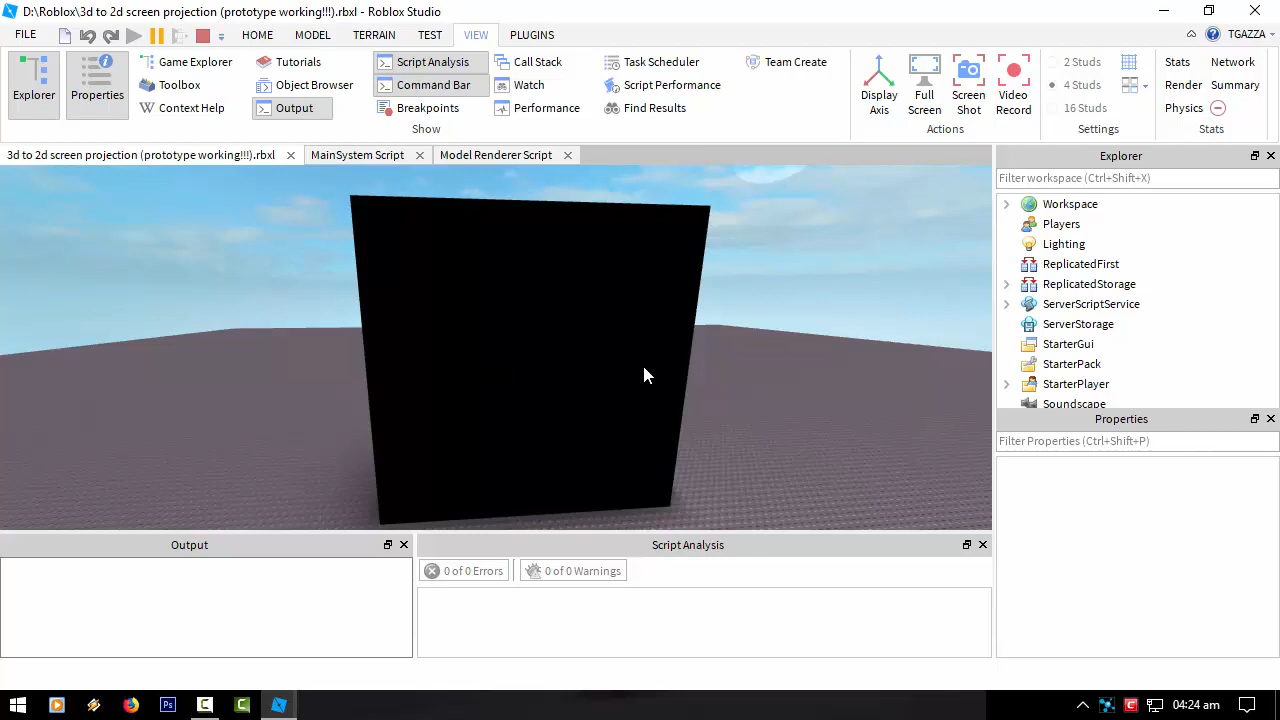 D:\Roblox\3d to 2d screen projection (prototype working!!!).rbxl - Roblox Studio
FILE HOME MODEL TERRAIN TEST VIEW PLUGINS TGAZZA
Explorer
Properties
Game Explorer
Toolbox
Context Help
Tutorials
Object Browser
Output
Script Analysis
Command Bar
Breakpoints
Call Stack
Watch
Performance
Task Scheduler
Script Performance
Find Results
Team Create
Show
Display Axis
Full Screen
Screen Shot
Video Record
Actions
2 Studs
4 Studs
16 Studs
Settings
Stats Network
Render Summary
Physics
Stats
3d to 2d screen projection (prototype working!!!).rbxl MainSystem Script Model Renderer Script
Explorer
Filter workspace (Ctrl+Shift+X)
Workspace
Players
Lighting
ReplicatedFirst
ReplicatedStorage
ServerScriptService
ServerStorage
StarterGui
StarterPack
StarterPlayer
Soundscape
Properties
Filter Properties (Ctrl+Shift+P)
Output
Script Analysis
0 of 0 Errors 0 of 0 Warnings
Ps
04:24 am